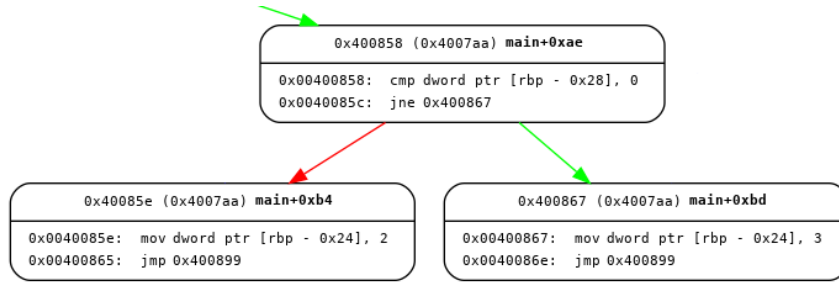 0x400858 (0x4007aa) main+0xae
0x00400858: cmp dword ptr [rbp - 0x28], 0
0x0040085c: jne 0x400867
0x40085e (0x4007aa) main+0xb4
0x0040085e: mov dword ptr [rbp - 0x24], 2
0x00400865: jmp 0x400899
0x400867 (0x4007aa) main+0xbd
0x00400867: mov dword ptr [rbp - 0x24], 3
0x0040086e: jmp 0x400899